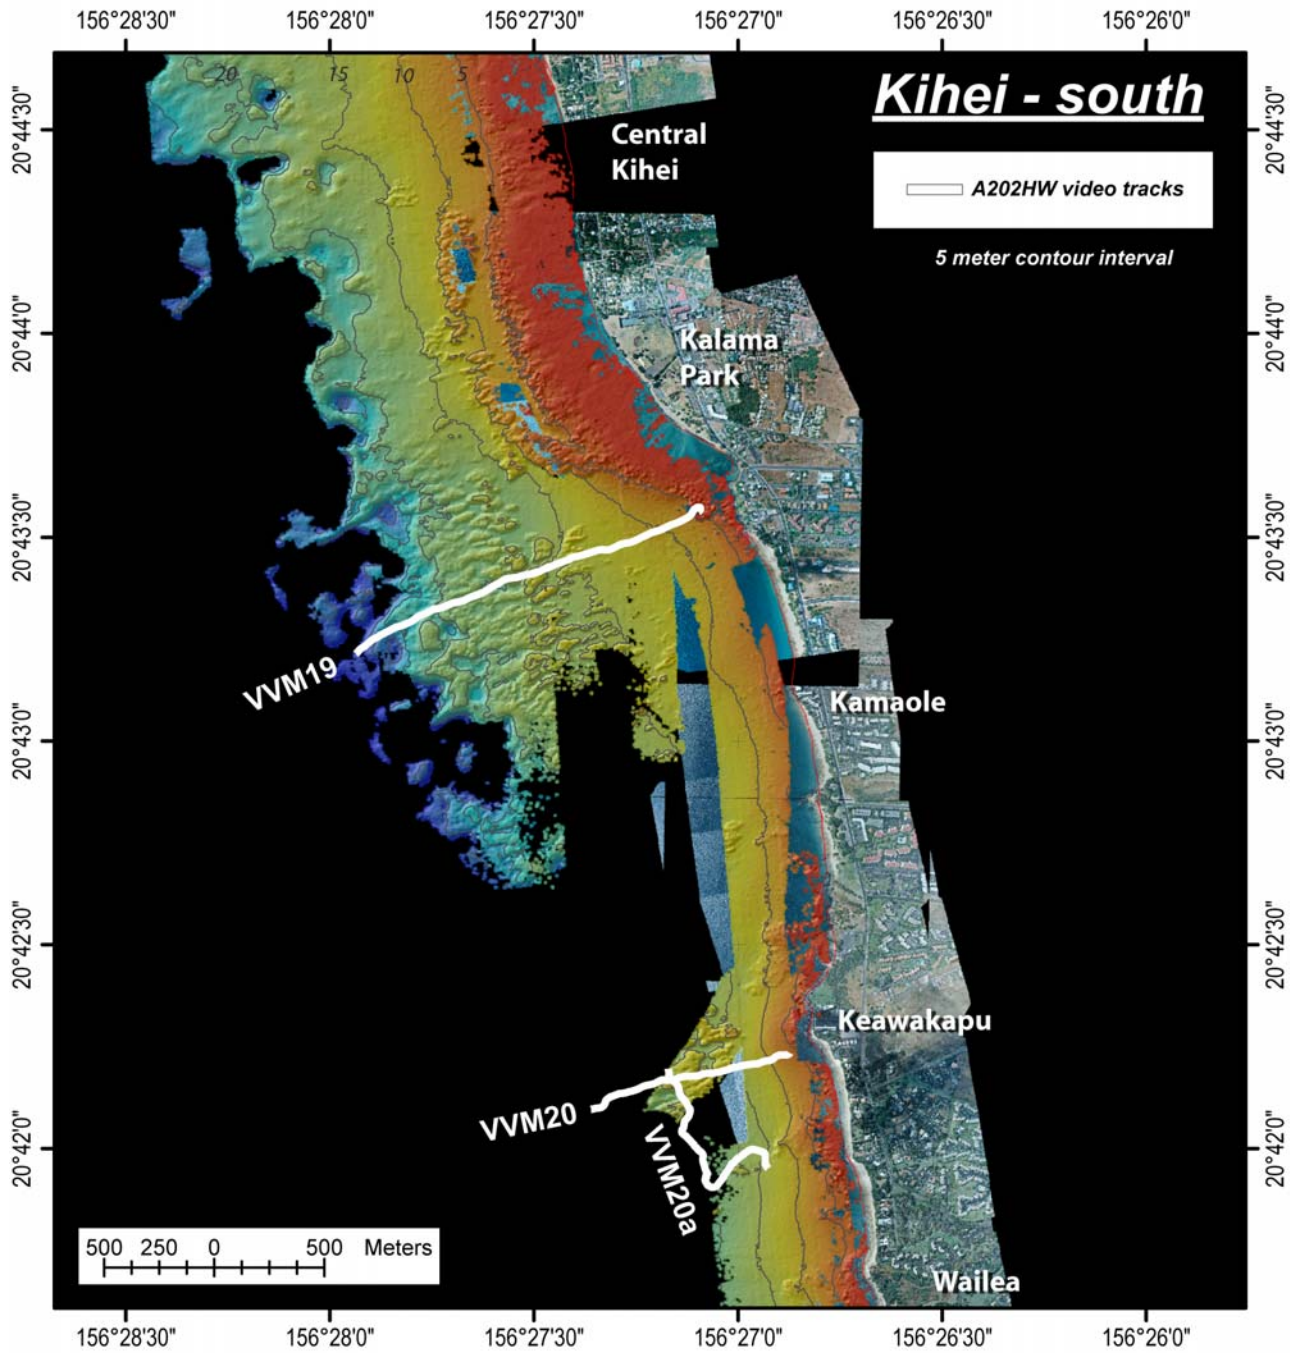 156°28'30" 156°28'0" 156°27'30" 156°27'0" 156°26'30" 156°26'0"
20 15 10 5
Kihei - south
20°44'30" 20°44'30"
Central
Kihei
A202HW video tracks
5 meter contour interval
20°44'0" 20°44'0"
Kalama
Park
20°43'30" 20°43'30"
VVM19
Kamaole
20°43'0" 20°43'0"
20°42'30" 20°42'30"
Keawakapu
VVM20
VVM20a
20°42'0" 20°42'0"
500 250 0 500 Meters
Wailea
156°28'30" 156°28'0" 156°27'30" 156°27'0" 156°26'30" 156°26'0"